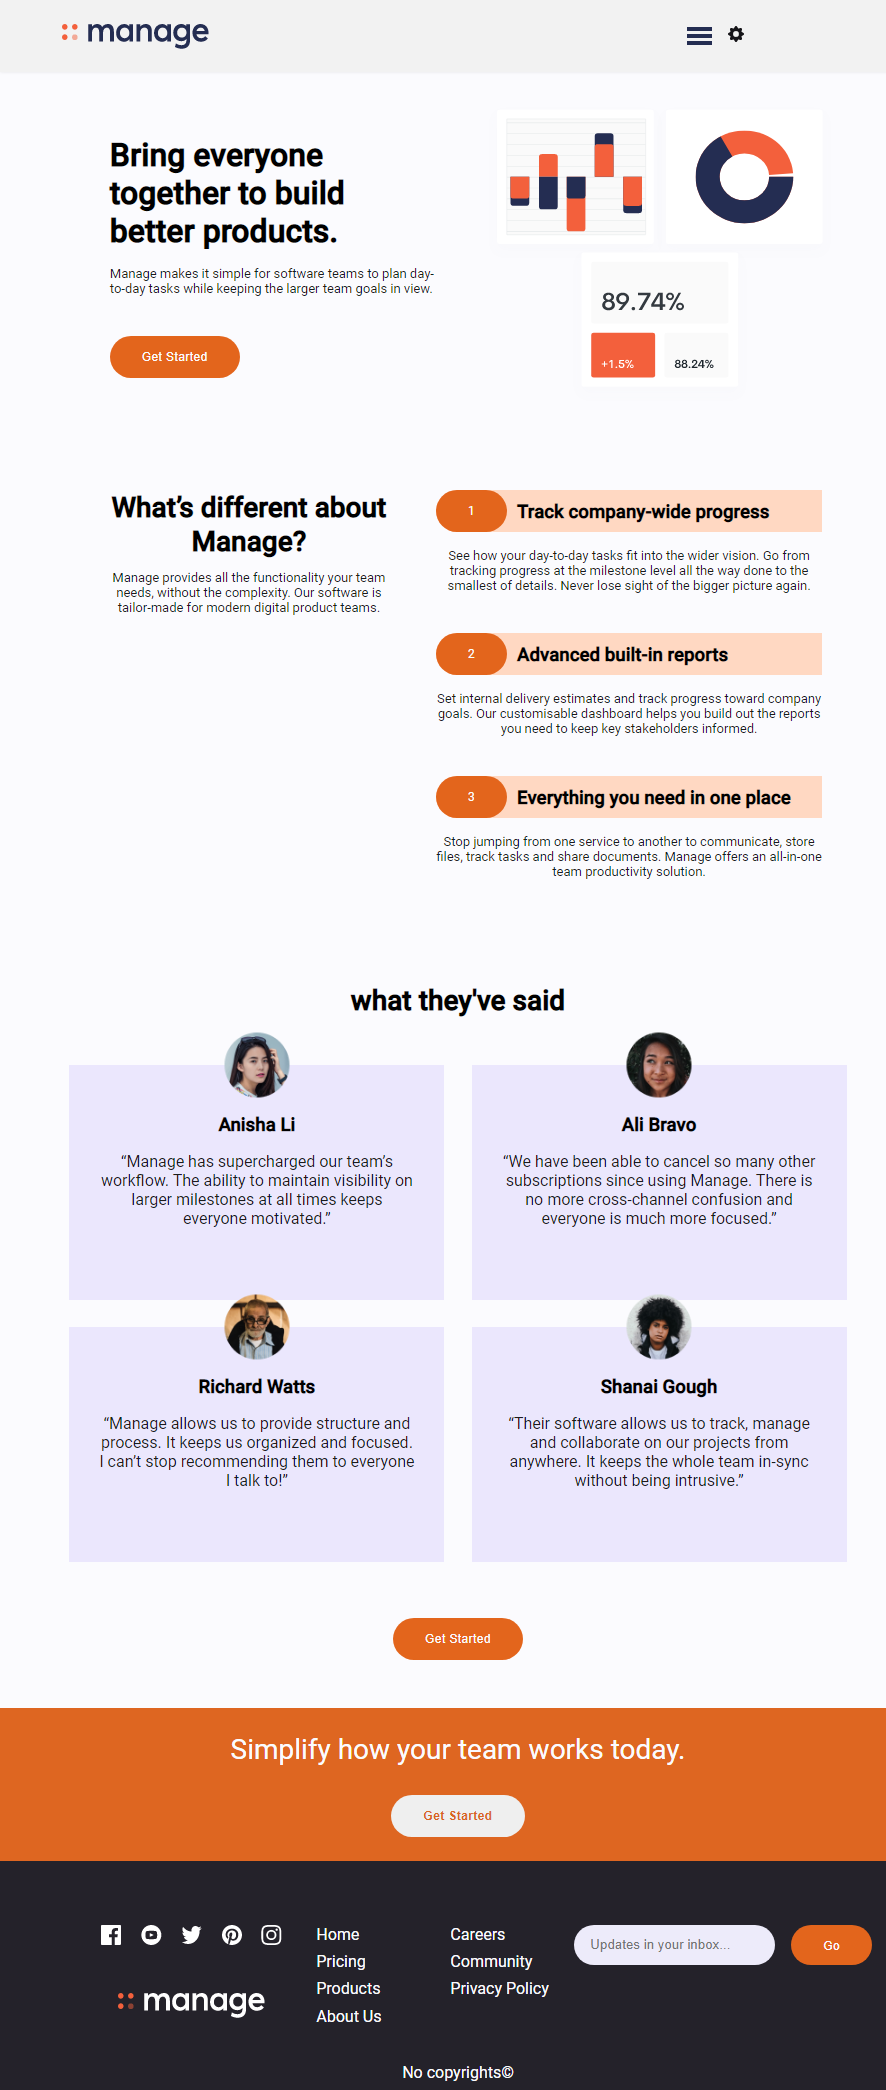 manage
Bring everyone
together to build
better products.
Manage makes it simple for software teams to plan day-
to-day tasks while keeping the larger team goals in view.
Get Started
89.74%
+1.5%
88.24%
What’s different about
Manage?
Manage provides all the functionality your team
needs, without the complexity. Our software is
tailor-made for modern digital product teams.
1
Track company-wide progress
See how your day-to-day tasks fit into the wider vision. Go from
tracking progress at the milestone level all the way done to the
smallest of details. Never lose sight of the bigger picture again.
2
Advanced built-in reports
Set internal delivery estimates and track progress toward company
goals. Our customisable dashboard helps you build out the reports
you need to keep key stakeholders informed.
3
Everything you need in one place
Stop jumping from one service to another to communicate, store
files, track tasks and share documents. Manage offers an all-in-one
team productivity solution.
what they've said
Anisha Li
“Manage has supercharged our team’s
workflow. The ability to maintain visibility on
larger milestones at all times keeps
everyone motivated.”
Ali Bravo
“We have been able to cancel so many other
subscriptions since using Manage. There is
no more cross-channel confusion and
everyone is much more focused.”
Richard Watts
“Manage allows us to provide structure and
process. It keeps us organized and focused.
I can’t stop recommending them to everyone
I talk to!”
Shanai Gough
“Their software allows us to track, manage
and collaborate on our projects from
anywhere. It keeps the whole team in-sync
without being intrusive.”
Get Started
Simplify how your team works today.
Get Started
manage
Home
Pricing
Products
About Us
Careers
Community
Privacy Policy
Updates in your inbox...
Go
No copyrights©